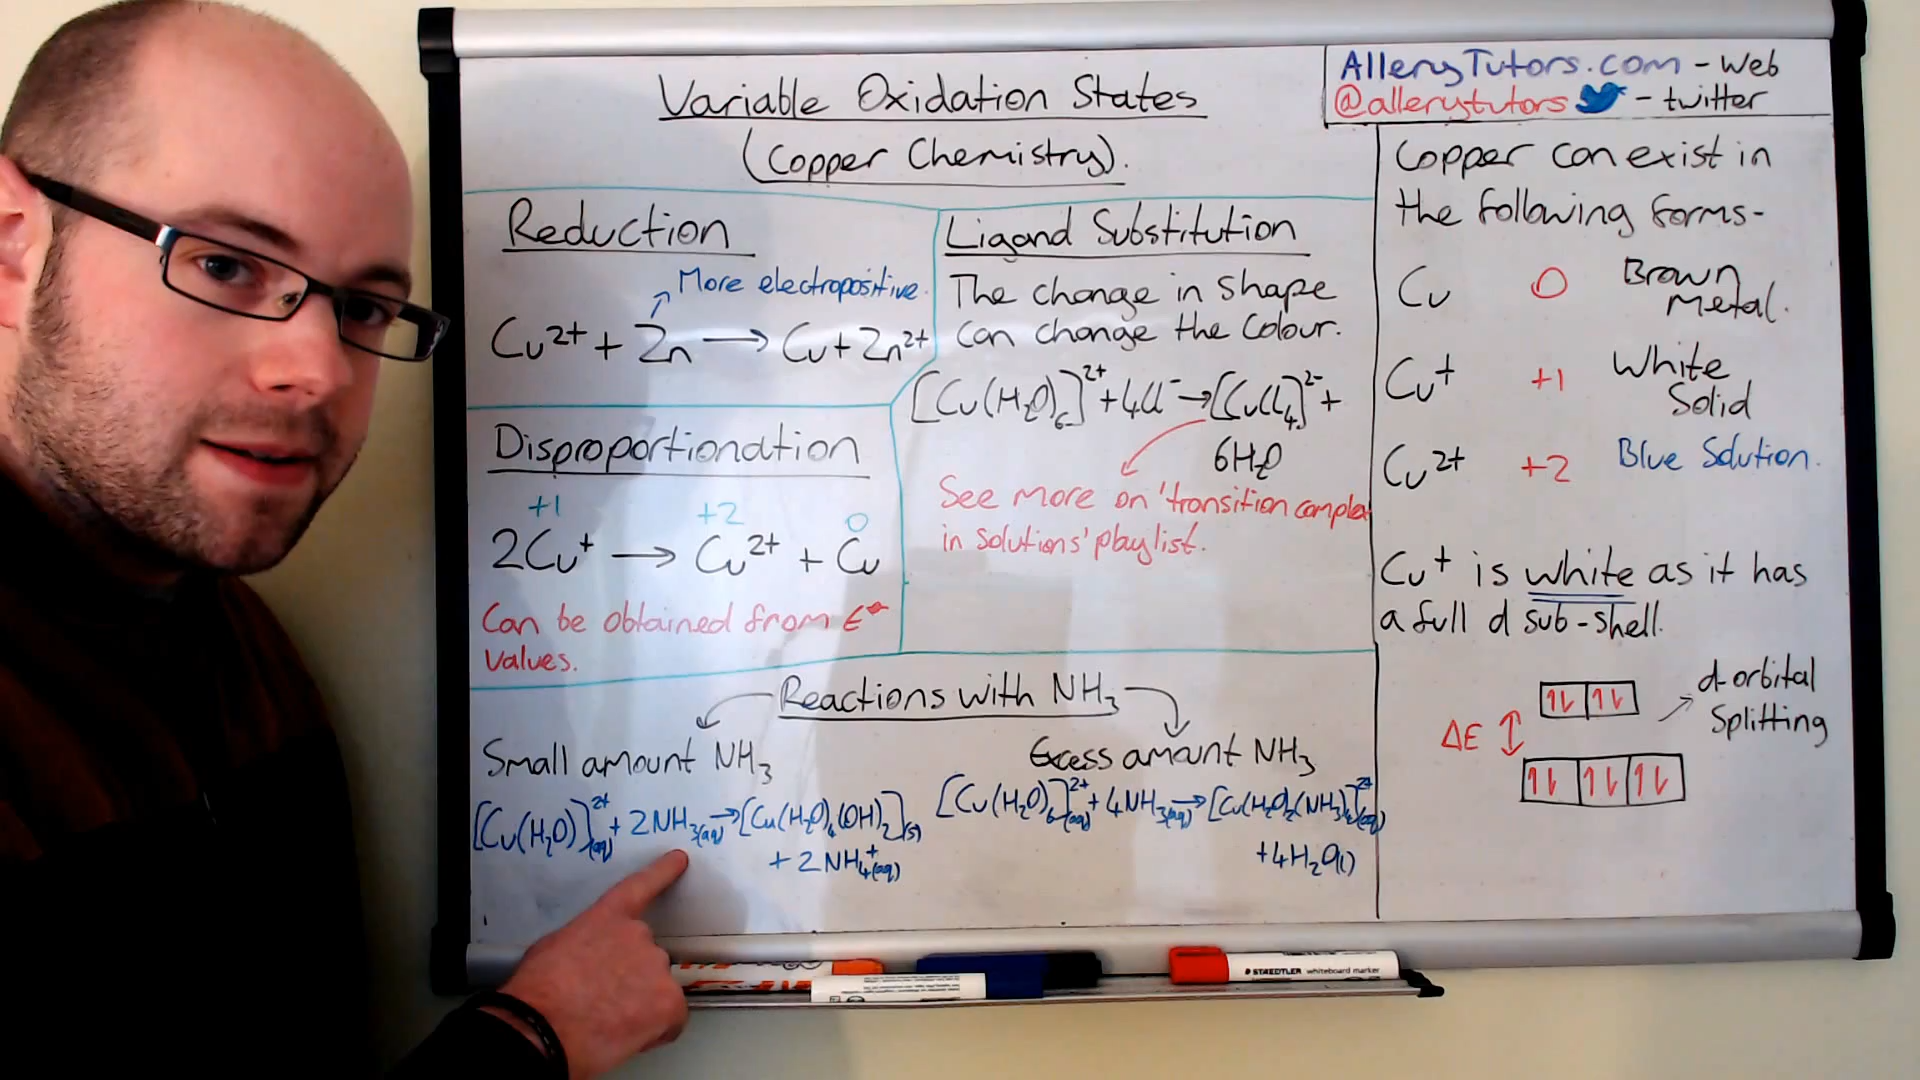 Variable Oxidation States
(Copper Chemistry).
AlleryTutors.com - Web
@allerytutors - twitter
Reduction
More electropositive.
Cu²⁺ + Zn → Cu + Zn²⁺
Disproportionation
+1 +2 0
2Cu⁺ → Cu²⁺ + Cu
Can be obtained from E⦵
values.
Ligand Substitution
The change in shape
can change the colour.
[Cu(H₂O)₆]²⁺ + 4Cl⁻ → [CuCl₄]²⁻ +
6H₂O
See more on 'transition complex
in solutions' playlist.
Reactions with NH₃
Small amount NH₃
[Cu(H₂O)]²⁺(aq) + 2NH₃(aq) → [Cu(H₂O)₄(OH)₂](s)
+ 2NH₄⁺(aq)
Excess amount NH₃
[Cu(H₂O)₆]²⁺(aq) + 4NH₃(aq) → [Cu(H₂O)₂(NH₃)₄]²⁺(aq)
+ 4H₂O(l)
Copper can exist in
the following forms-
Cu 0 Brown
Metal.
Cu⁺ +1 White
Solid
Cu²⁺ +2 Blue Solution.
Cu⁺ is white as it has
a full d sub-shell.
d-orbital
Splitting
ΔE
STAEDTLER whiteboard marker